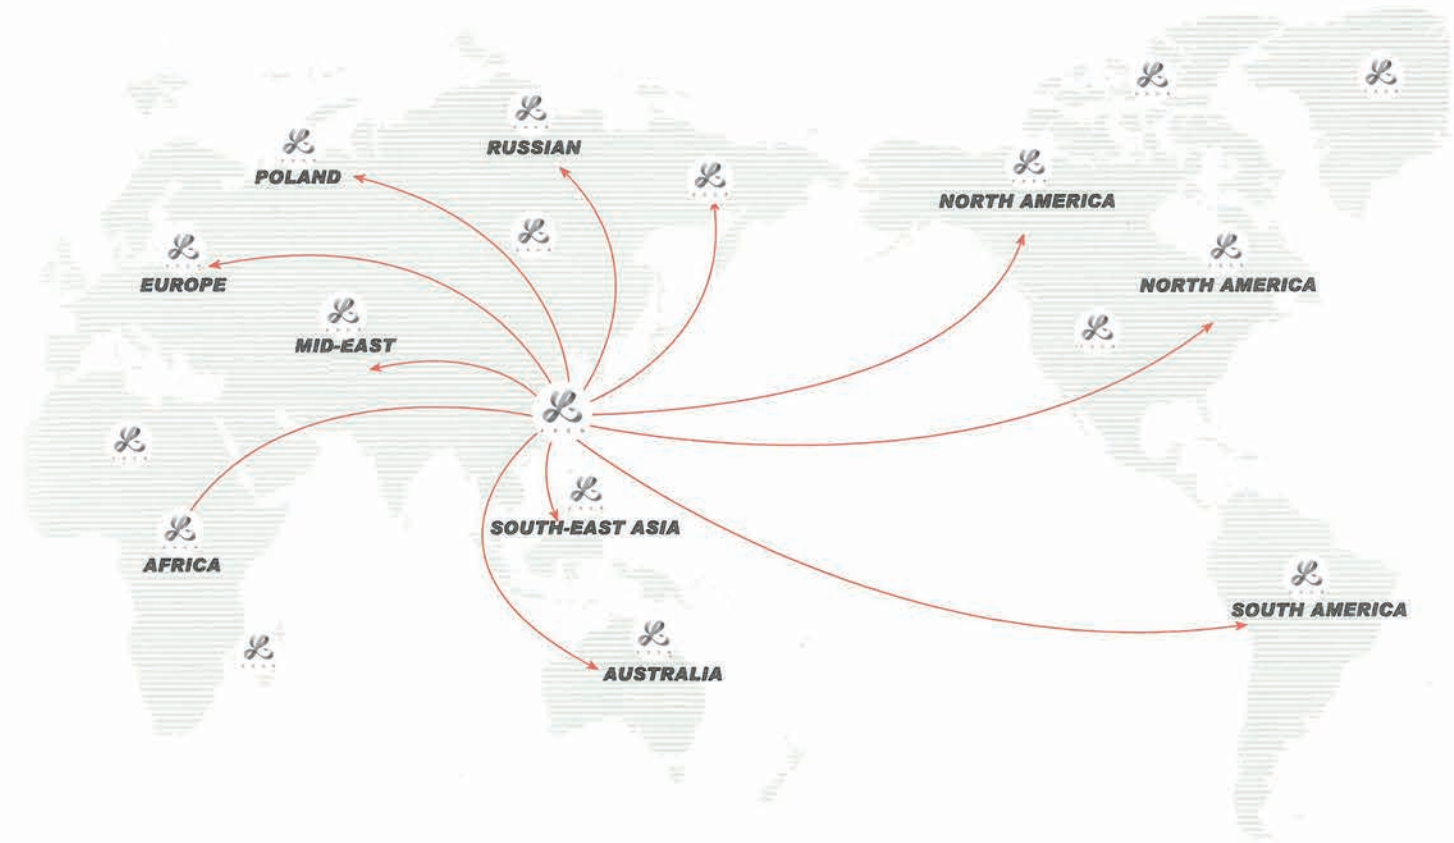 RUSSIAN
POLAND
NORTH AMERICA
EUROPE
NORTH AMERICA
MID-EAST
SOUTH-EAST ASIA
AFRICA
SOUTH AMERICA
AUSTRALIA